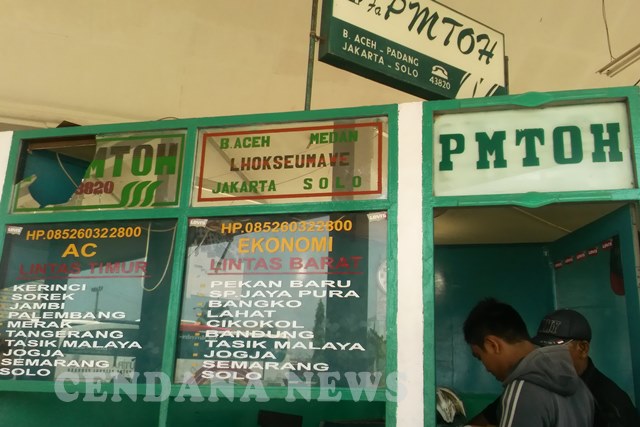 Fa PMTOH
B. ACEH - PADANG
JAKARTA - SOLO
43820
MTOH
3820
B.ACEH MEDAN
LHOKSEUMAWE
JAKARTA SOLO
PMTOH
HP.085260322800
AC
LINTAS TIMUR
KERINCI
SOREK
JAMBI
PALEMBANG
MERAK
TANGERANG
TASIK MALAYA
JOGJA
SEMARANG
SOLO
HP.085260322800
EKONOMI
LINTAS BARAT
PEKAN BARU
SP.JAYA PURA
BANGKO
LAHAT
CIKOKOL
BANDUNG
TASIK MALAYA
JOGJA
SEMARANG
SOLO
CENDANA NEWS